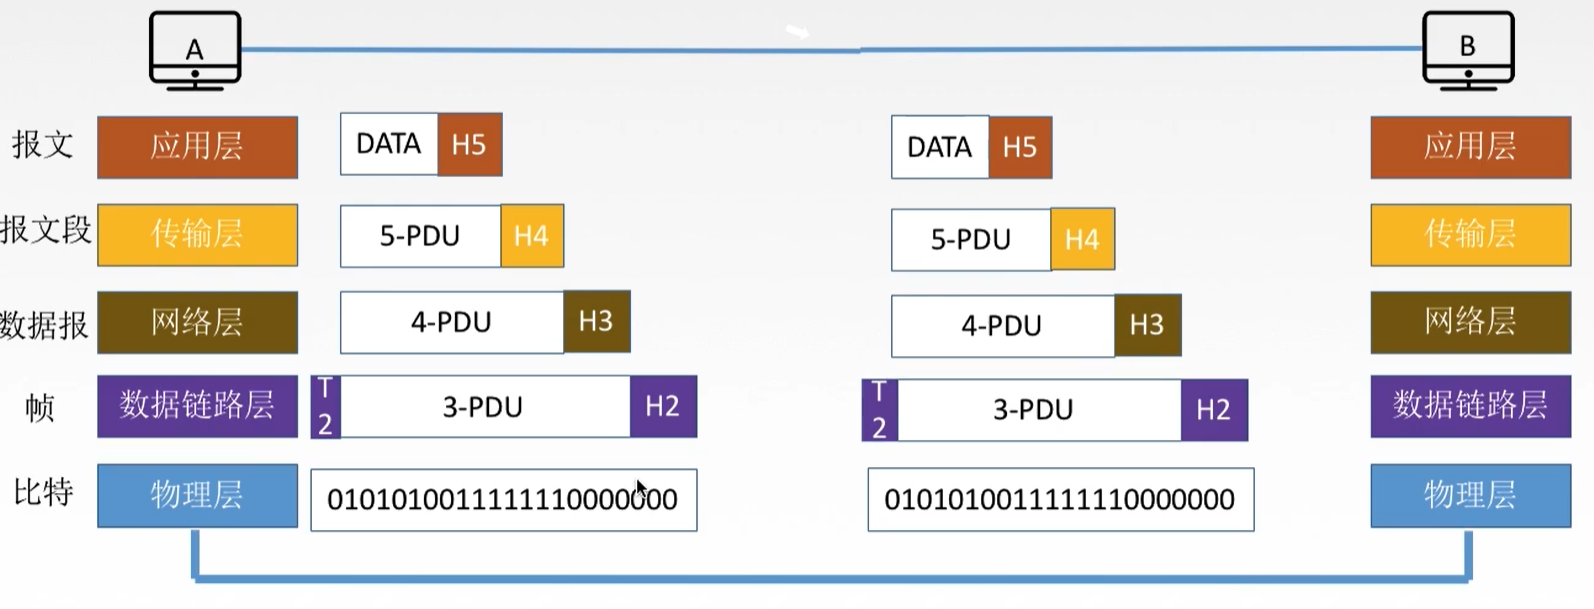 A
B
报文
应用层
DATA
H5
DATA
H5
应用层
报文段
传输层
5-PDU
H4
5-PDU
H4
传输层
数据报
网络层
4-PDU
H3
4-PDU
H3
网络层
帧
数据链路层
T
2
3-PDU
H2
T
2
3-PDU
H2
数据链路层
比特
物理层
0101010011111110000000
0101010011111110000000
物理层